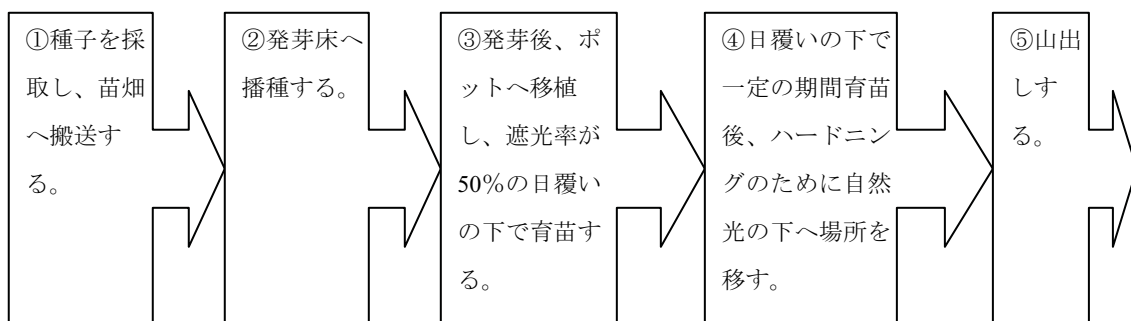 ①種子を採
取し、苗畑
へ搬送す
る。
②発芽床へ
播種する。
③発芽後、ポ
ットへ移植
し、遮光率が
50%の日覆い
の下で育苗す
る。
④日覆いの下で
一定の期間育苗
後、ハードニン
グのために自然
光の下へ場所を
移す。
⑤山出
しす
る。